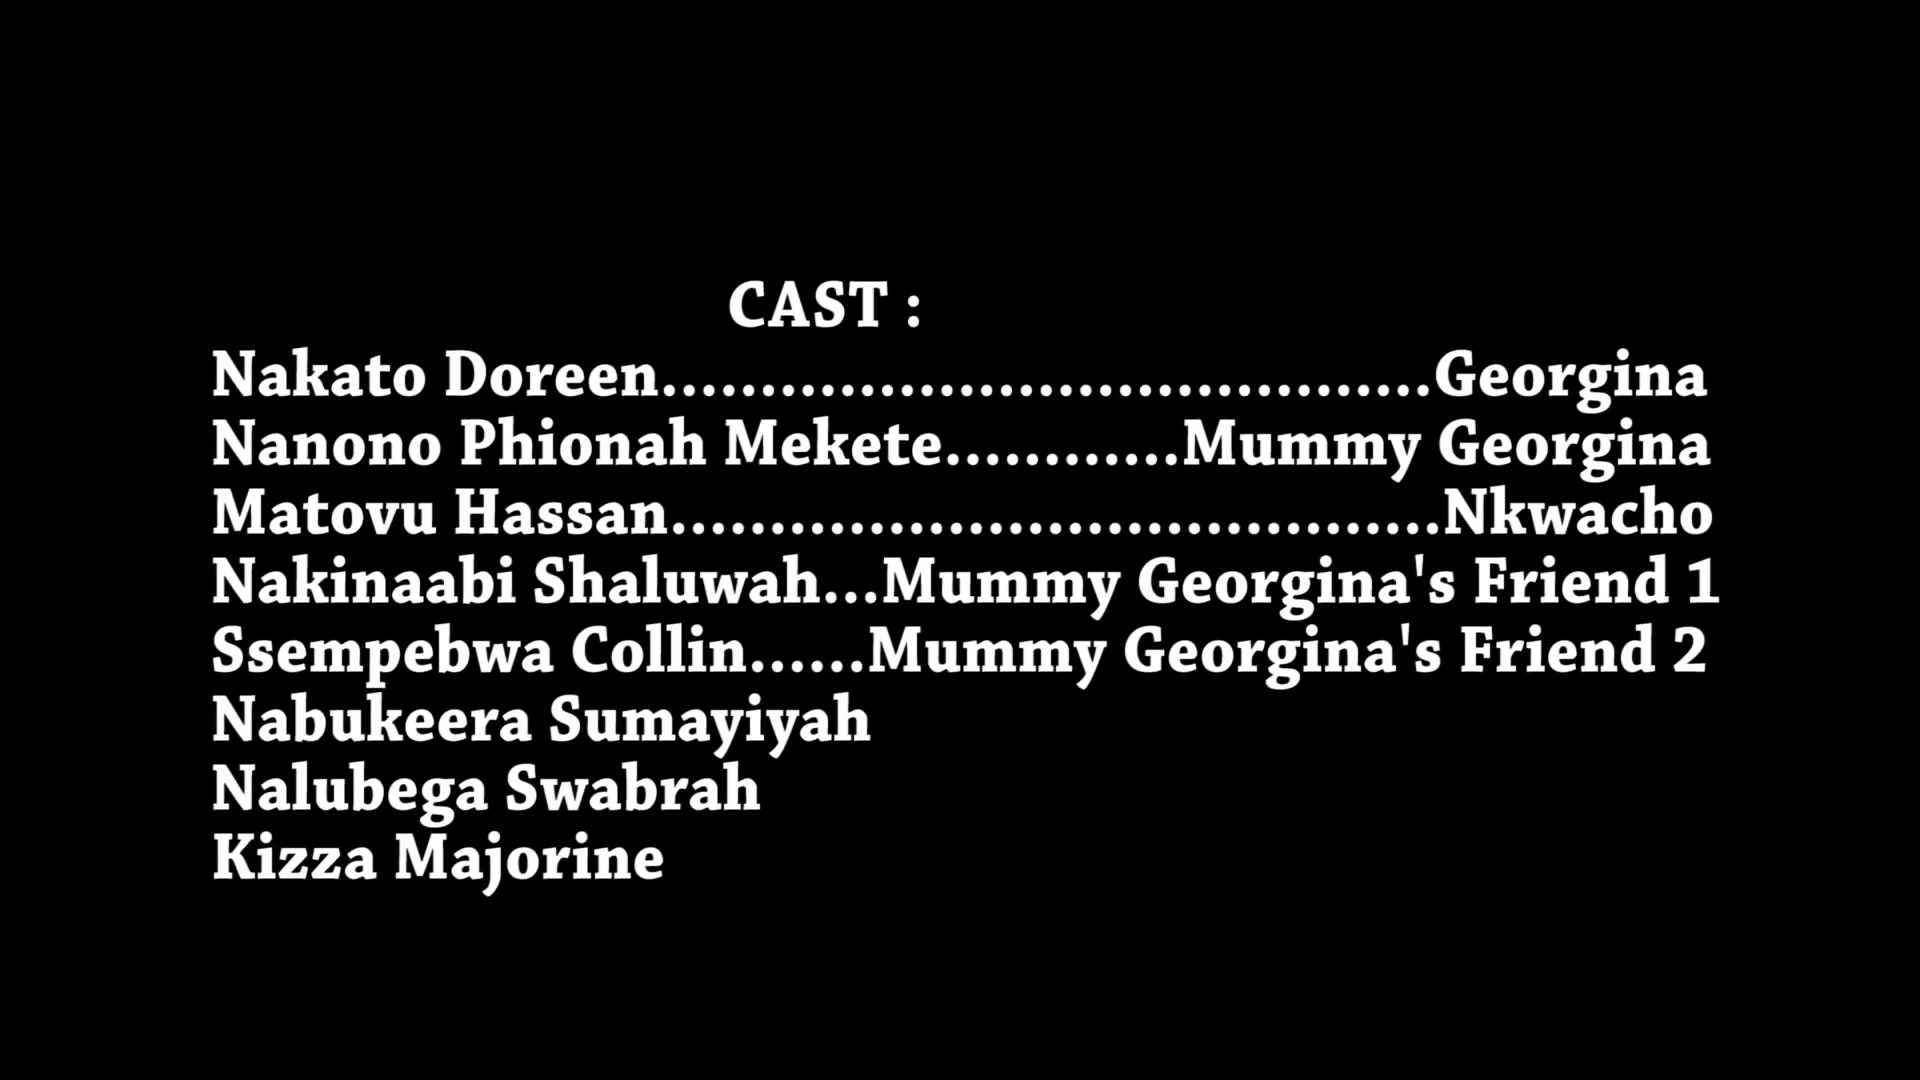 CAST :
Nakato Doreen.......................................Georgina
Nanono Phionah Mekete............Mummy Georgina
Matovu Hassan.......................................Nkwacho
Nakinaabi Shaluwah...Mummy Georgina's Friend 1
Ssempebwa Collin......Mummy Georgina's Friend 2
Nabukeera Sumayiyah
Nalubega Swabrah
Kizza Majorine